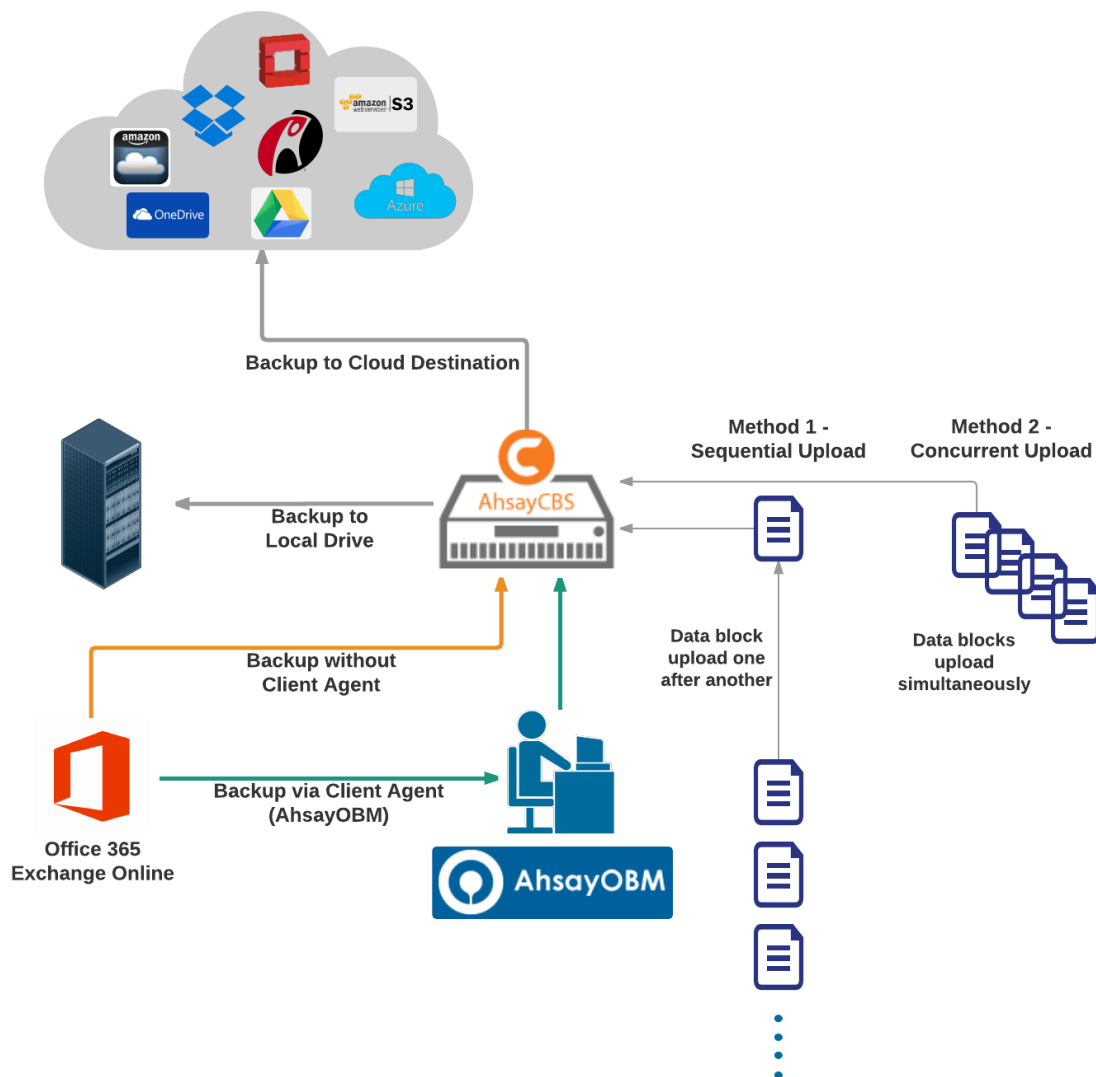 amazon
webservices™
S3
amazon
OneDrive
Azure
Backup to Cloud Destination
Method 1 -
Sequential Upload
Method 2 -
Concurrent Upload
AhsayCBS
Backup to
Local Drive
Data block
upload one
after another
Data blocks
upload
simultaneously
Backup without
Client Agent
Backup via Client Agent
(AhsayOBM)
Office 365
Exchange Online
AhsayOBM